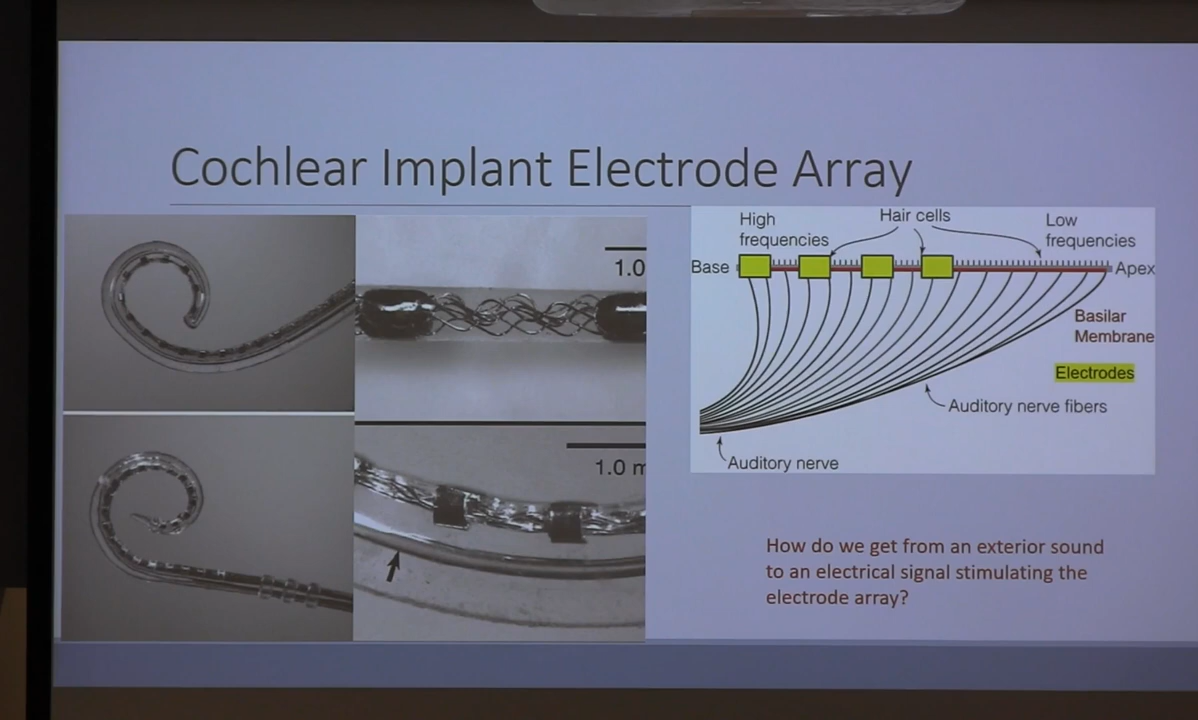 Cochlear Implant Electrode Array
1.0
1.0 m
High
frequencies
Hair cells
Low
frequencies
Base
Apex
Basilar
Membrane
Electrodes
Auditory nerve fibers
Auditory nerve
How do we get from an exterior sound
to an electrical signal stimulating the
electrode array?